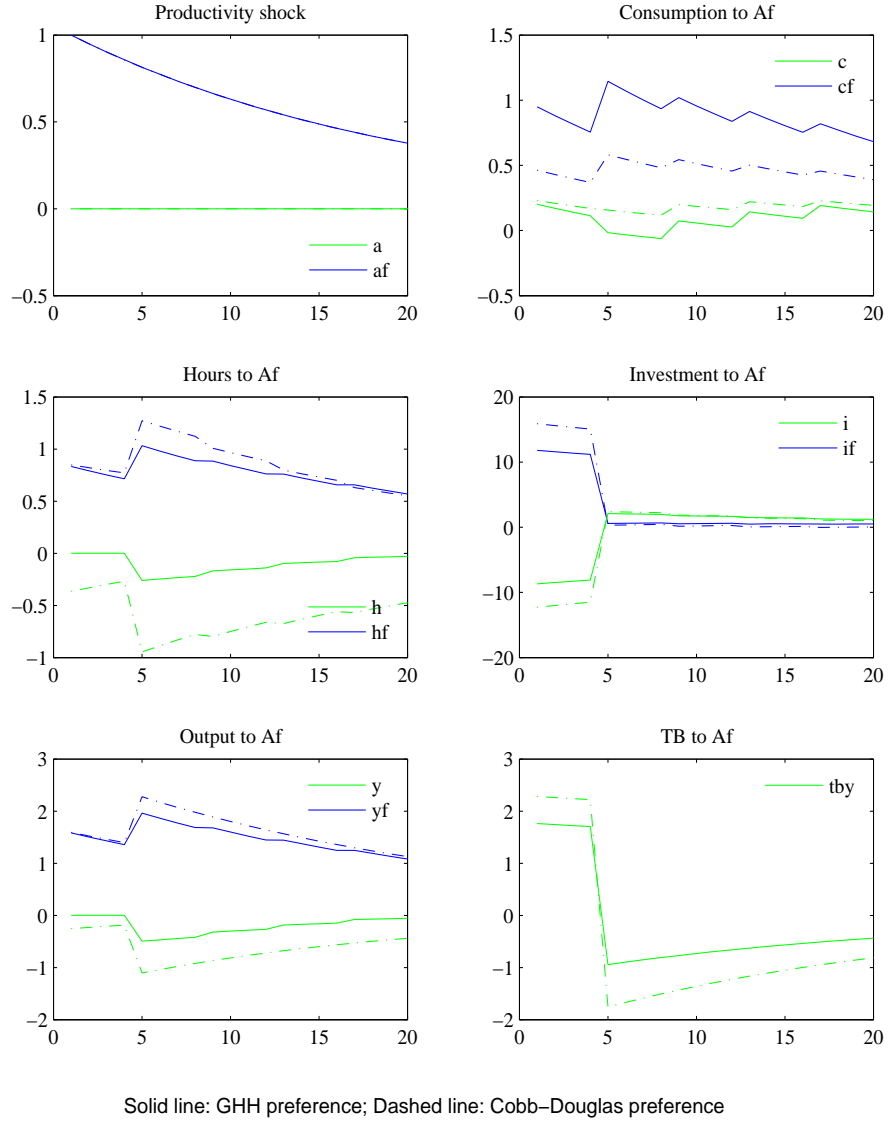 Productivity shock
1
0.5
0
−0.5
0 5 10 15 20
a
af
Consumption to Af
1.5
1
0.5
0
−0.5
0 5 10 15 20
c
cf
Hours to Af
1.5
1
0.5
0
−0.5
−1
0 5 10 15 20
h
hf
Investment to Af
20
10
0
−10
−20
0 5 10 15 20
i
if
Output to Af
3
2
1
0
−1
−2
0 5 10 15 20
y
yf
TB to Af
3
2
1
0
−1
−2
0 5 10 15 20
tby
Solid line: GHH preference; Dashed line: Cobb−Douglas preference